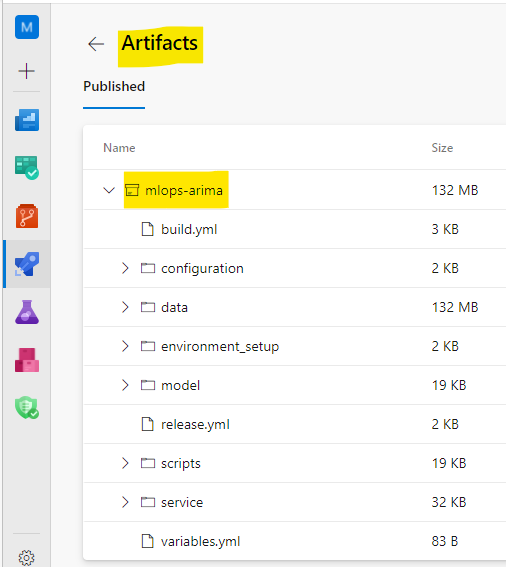 M
Artifacts
Published
Name Size
mlops-arima 132 MB
build.yml 3 KB
configuration 2 KB
data 132 MB
environment_setup 2 KB
model 19 KB
release.yml 2 KB
scripts 19 KB
service 32 KB
variables.yml 83 B